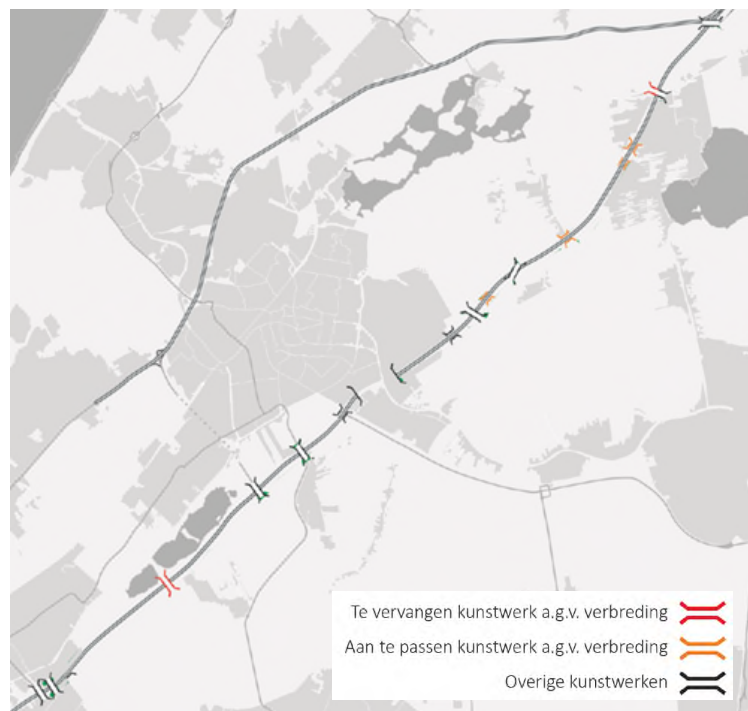 Te vervangen kunstwerk a.g.v. verbreding
Aan te passen kunstwerk a.g.v. verbreding
Overige kunstwerken